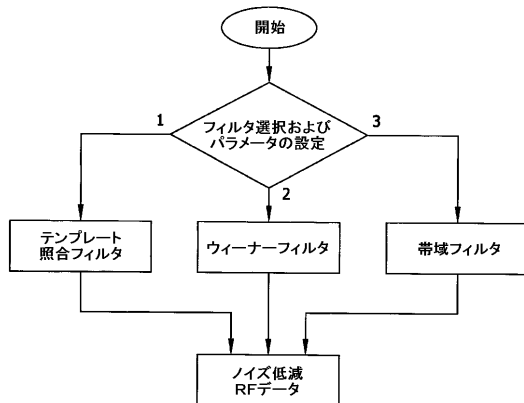 開始
フィルタ選択および
パラメータの設定
1
3
2
テンプレート
照合フィルタ
ウィーナーフィルタ
帯域フィルタ
ノイズ低減
RFデータ